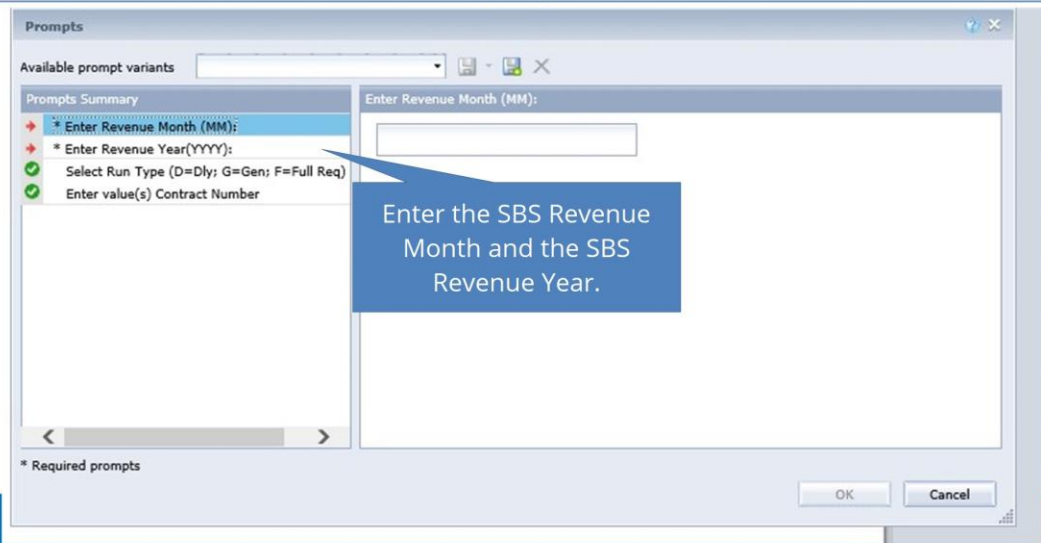 Prompts
Available prompt variants
Prompts Summary
Enter Revenue Month (MM):
* Enter Revenue Month (MM):
* Enter Revenue Year(YYYY):
Select Run Type (D=Dly; G=Gen; F=Full Req)
Enter value(s) Contract Number
Enter the SBS Revenue
Month and the SBS
Revenue Year.
* Required prompts
OK
Cancel